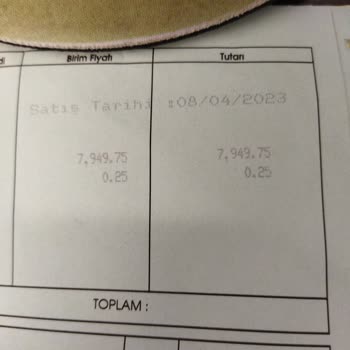 di Birim Fiyatı Tutarı
Satış Tarihi :08/04/2023
7,949.75 7,949.75
0.25 0.25
TOPLAM :